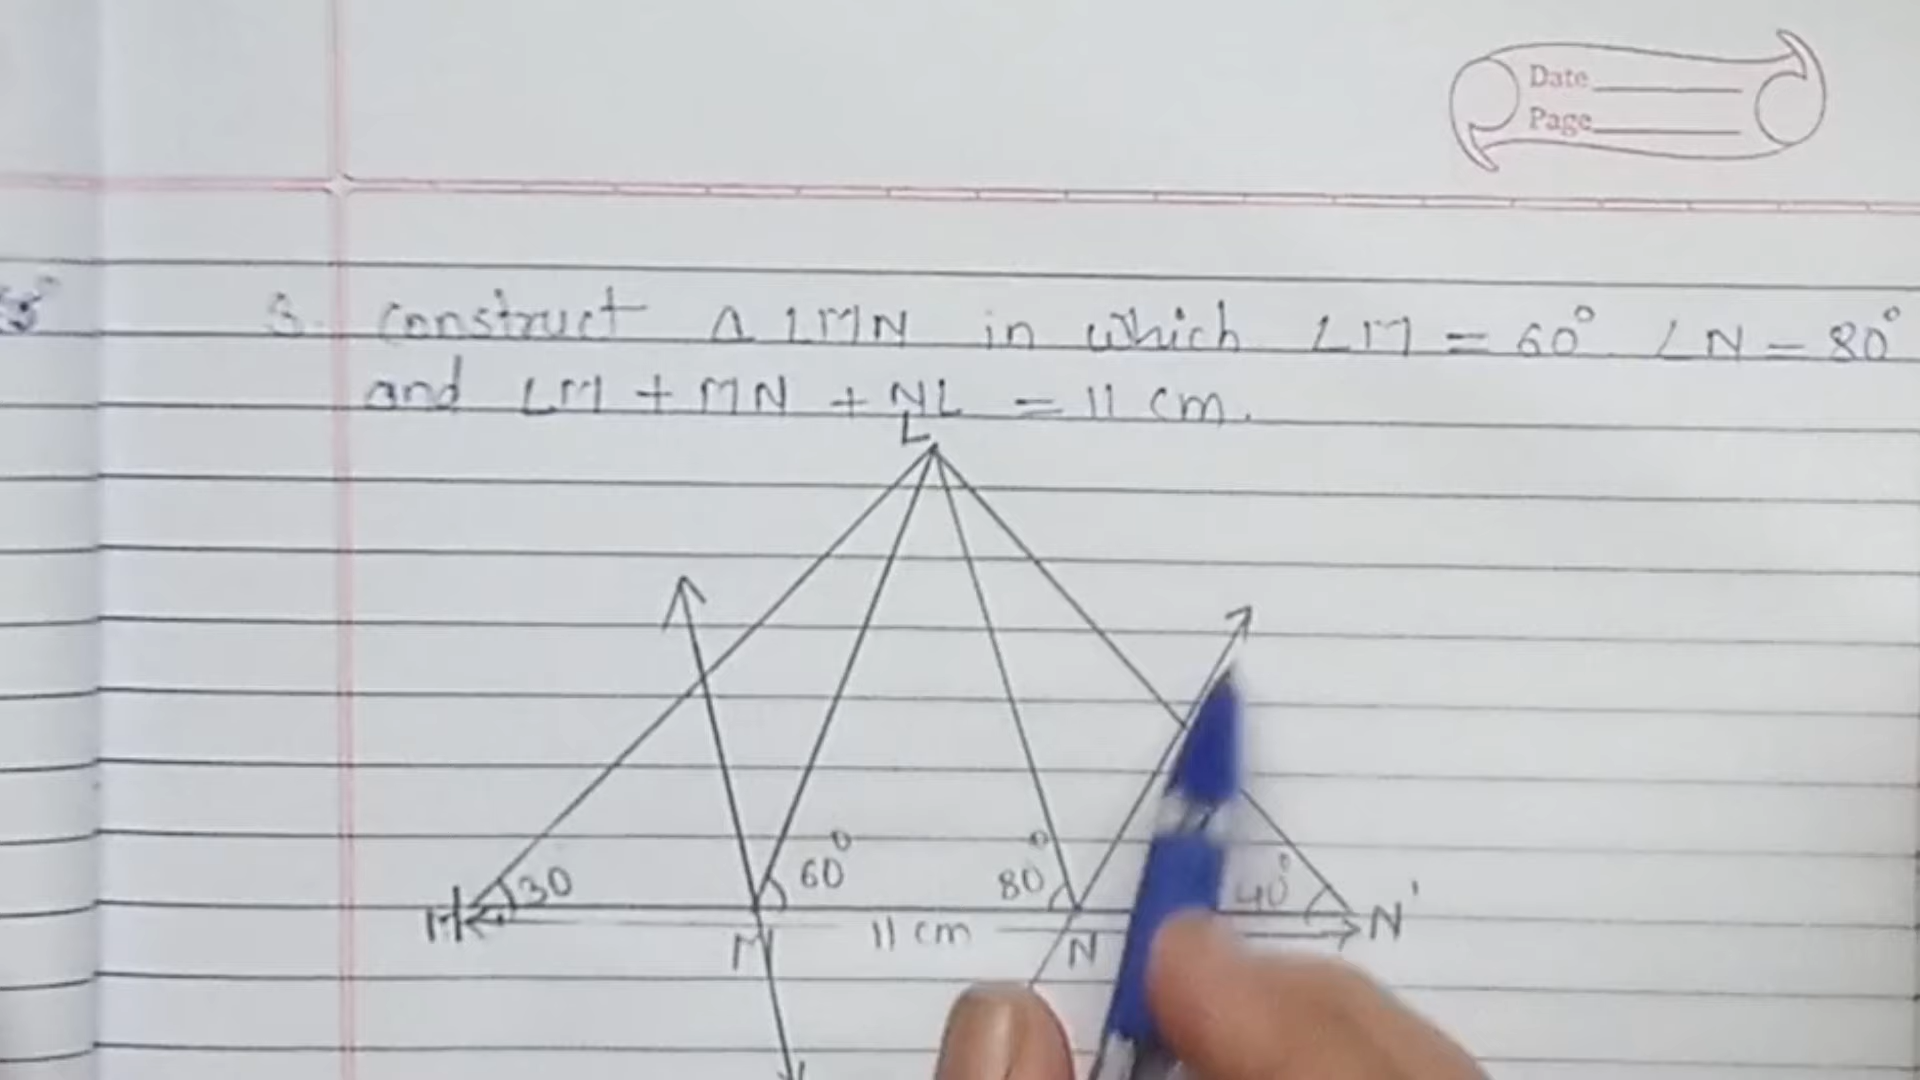 Date
Page
3. construct Δ LMN in which ∠M = 60° ∠N = 80°
and LM + MN + NL = 11 cm.
L
60° 80°
30 40°
N'
M 11 cm N